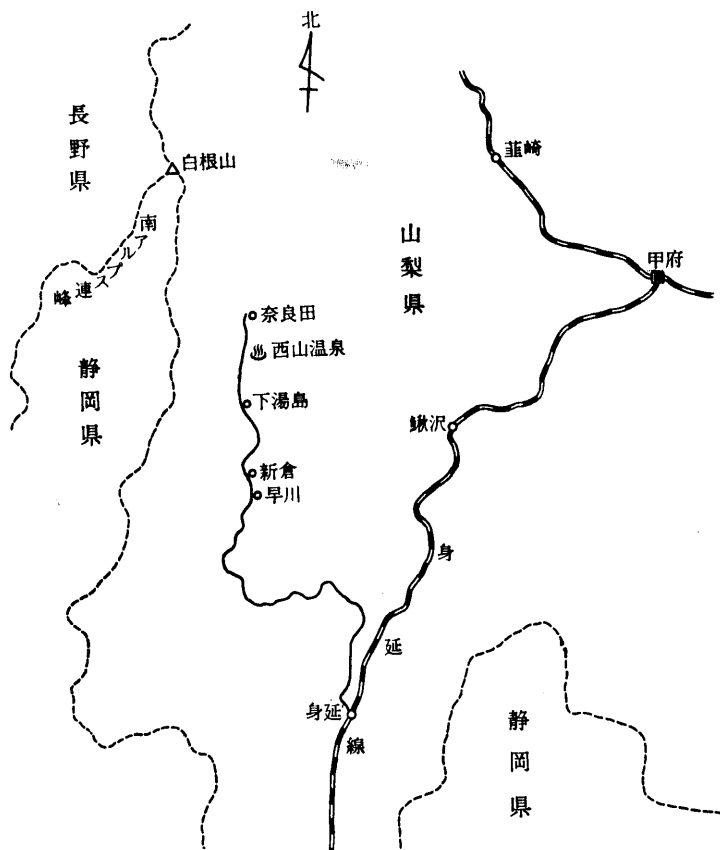 北
長野県
白根山
韮崎
南アルプス連峰
山梨県
甲府
奈良田
西山温泉
静岡県
下湯島
鰍沢
新倉
早川
身延線
身延
静岡県